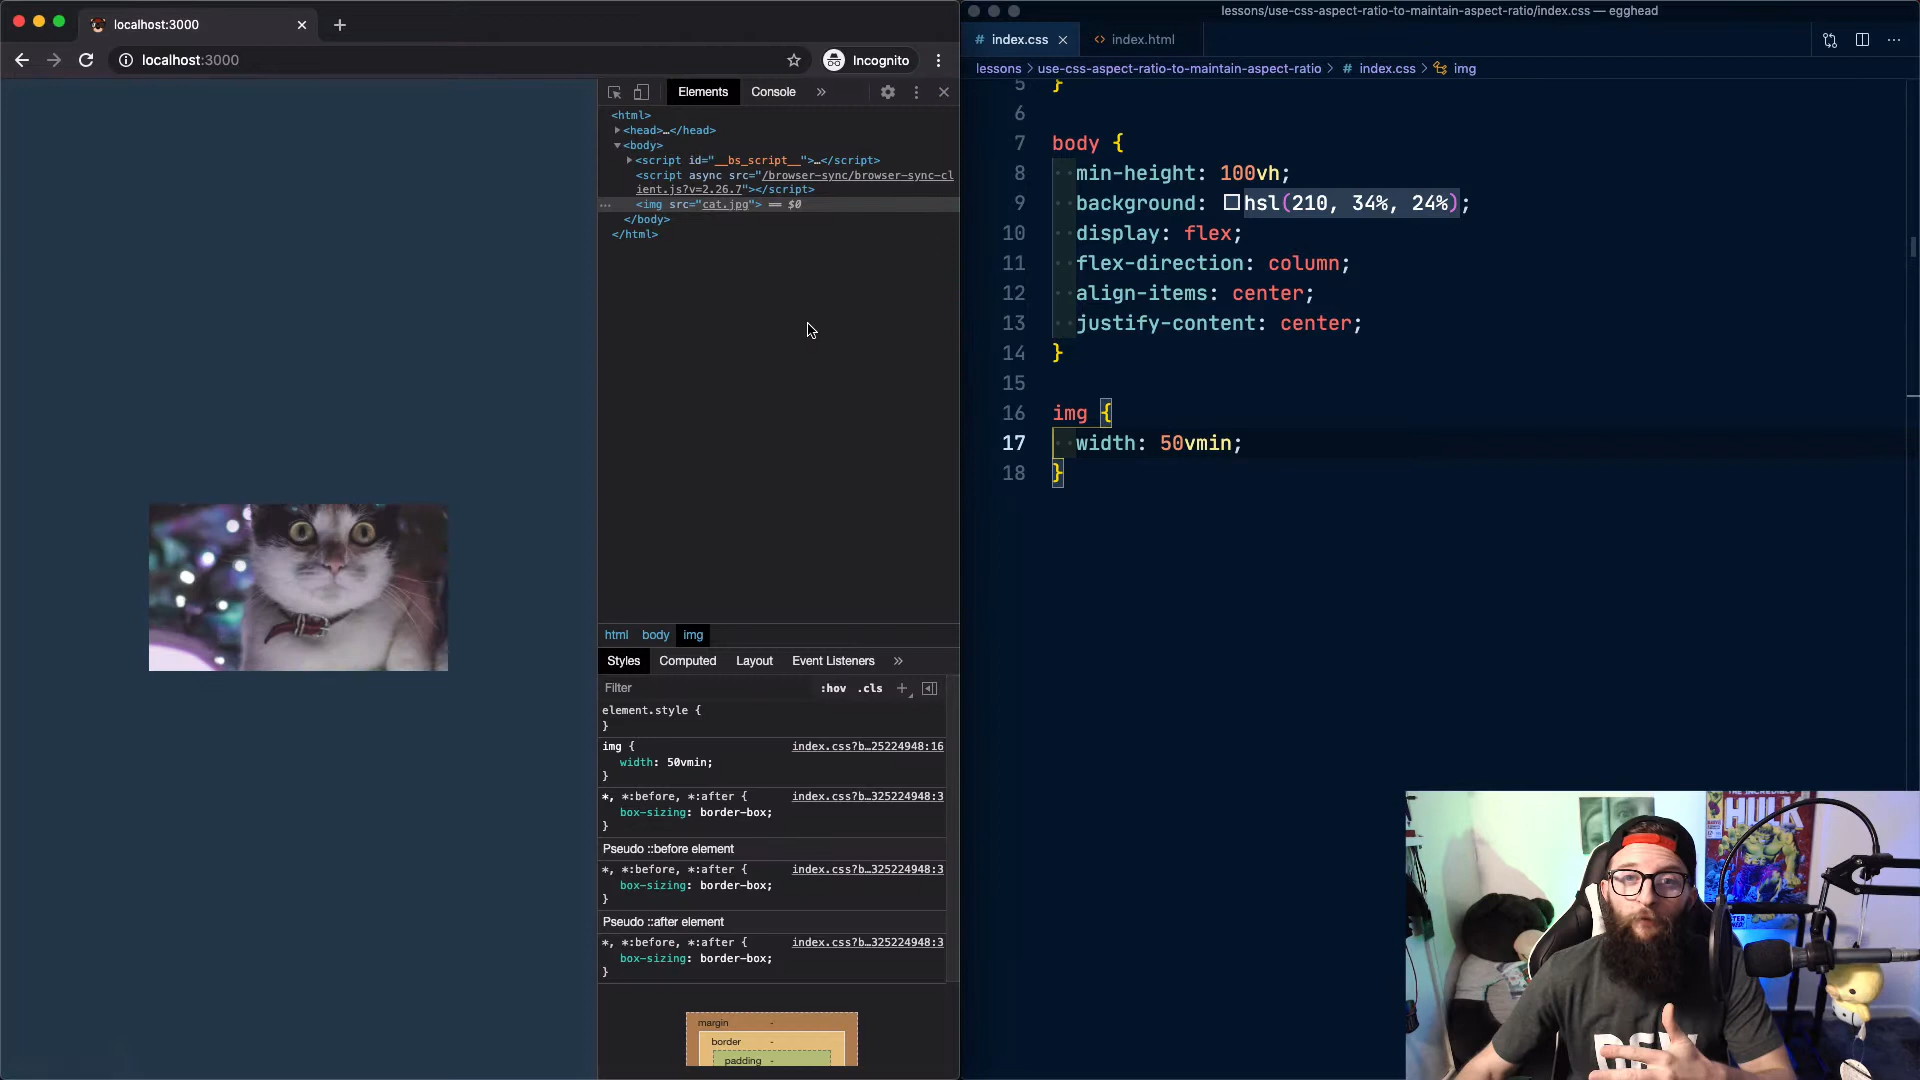 localhost:3000
localhost:3000
Incognito
Elements
Console
<html>
<head>…</head>
<body>
<script id="__bs_script__">…</script>
<script async src="/browser-sync/browser-sync-cl
ient.js?v=2.26.7"></script>
<img src="cat.jpg"> == $0
</body>
</html>
html body img
Styles Computed Layout Event Listeners
Filter :hov .cls
element.style {
}
img { index.css?b…25224948:16
width: 50vmin;
}
*, *:before, *:after { index.css?b…325224948:3
box-sizing: border-box;
}
Pseudo ::before element
*, *:before, *:after { index.css?b…325224948:3
box-sizing: border-box;
}
Pseudo ::after element
*, *:before, *:after { index.css?b…325224948:3
box-sizing: border-box;
}
margin -
border -
padding -
lessons/use-css-aspect-ratio-to-maintain-aspect-ratio/index.css — egghead
# index.css
<> index.html
lessons > use-css-aspect-ratio-to-maintain-aspect-ratio > # index.css > img
5 }
6
7 body {
8 min-height: 100vh;
9 background: hsl(210, 34%, 24%);
10 display: flex;
11 flex-direction: column;
12 align-items: center;
13 justify-content: center;
14 }
15
16 img {
17 width: 50vmin;
18 }
HULK
DEV